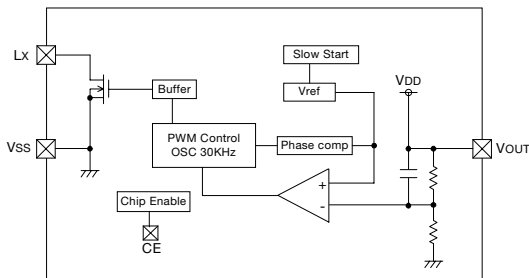 Slow Start
LX
VDD
Buffer
Vref
PWM Control
OSC 30KHz
Phase comp
VSS
VOUT
+
-
Chip Enable
CE